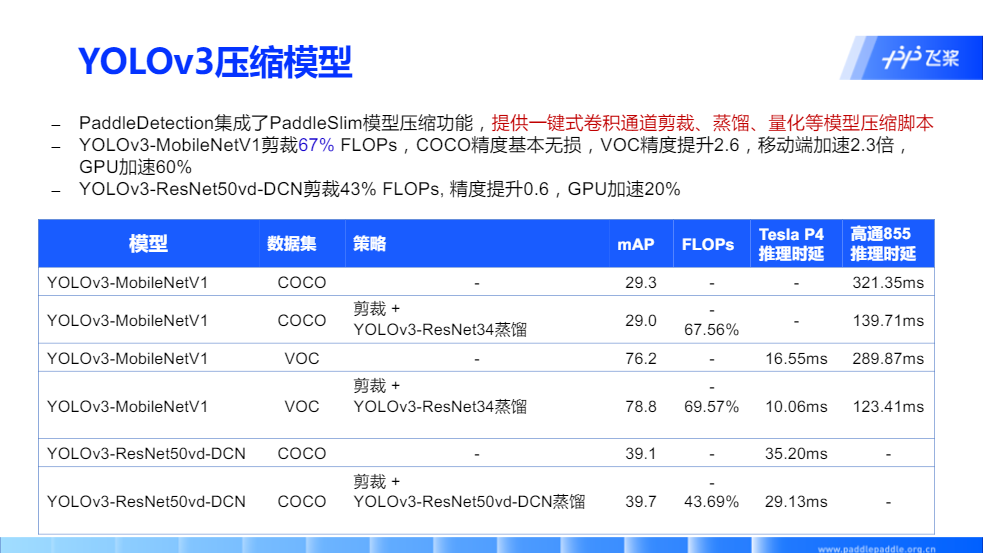 YOLOv3压缩模型
飞桨
– PaddleDetection集成了PaddleSlim模型压缩功能，提供一键式卷积通道剪裁、蒸馏、量化等模型压缩脚本
– YOLOv3-MobileNetV1剪裁67% FLOPs，COCO精度基本无损，VOC精度提升2.6，移动端加速2.3倍，
GPU加速60%
– YOLOv3-ResNet50vd-DCN剪裁43% FLOPs, 精度提升0.6，GPU加速20%
模型 数据集 策略 mAP FLOPs Tesla P4 推理时延 高通855 推理时延
YOLOv3-MobileNetV1 COCO - 29.3 - - 321.35ms
YOLOv3-MobileNetV1 COCO 剪裁 + YOLOv3-ResNet34蒸馏 29.0 -67.56% - 139.71ms
YOLOv3-MobileNetV1 VOC - 76.2 - 16.55ms 289.87ms
YOLOv3-MobileNetV1 VOC 剪裁 + YOLOv3-ResNet34蒸馏 78.8 -69.57% 10.06ms 123.41ms
YOLOv3-ResNet50vd-DCN COCO - 39.1 - 35.20ms -
YOLOv3-ResNet50vd-DCN COCO 剪裁 + YOLOv3-ResNet50vd-DCN蒸馏 39.7 -43.69% 29.13ms -
www.paddlepaddle.org.cn